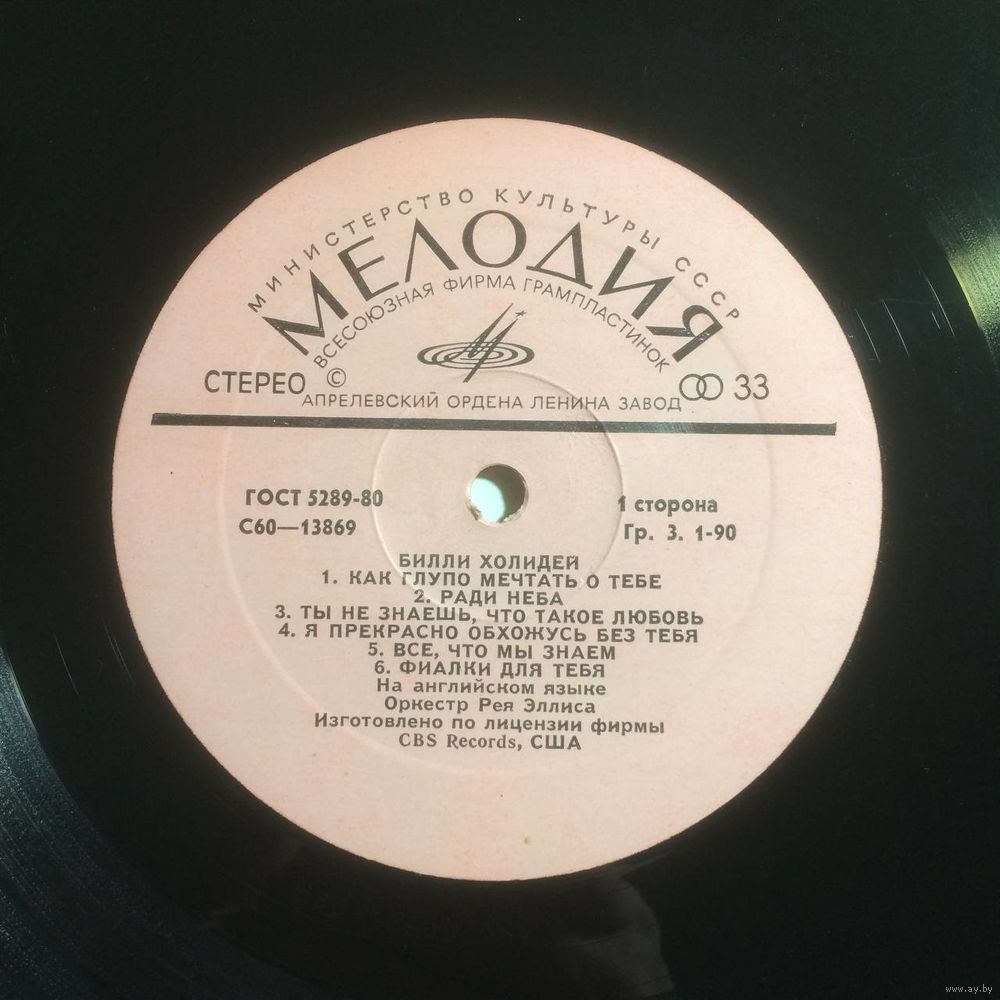 МИНИСТЕРСТВО КУЛЬТУРЫ СССР
МЕЛОДИЯ
ВСЕСОЮЗНАЯ ФИРМА ГРАМПЛАСТИНОК
СТЕРЕО © 33
АПРЕЛЕВСКИЙ ОРДЕНА ЛЕНИНА ЗАВОД
ГОСТ 5289-80 1 сторона
С60—13869 Гр. 3. 1-90
БИЛЛИ ХОЛИДЕЙ
1. КАК ГЛУПО МЕЧТАТЬ О ТЕБЕ
2. РАДИ НЕБА
3. ТЫ НЕ ЗНАЕШЬ, ЧТО ТАКОЕ ЛЮБОВЬ
4. Я ПРЕКРАСНО ОБХОЖУСЬ БЕЗ ТЕБЯ
5. ВСЕ, ЧТО МЫ ЗНАЕМ
6. ФИАЛКИ ДЛЯ ТЕБЯ
На английском языке
Оркестр Рея Эллиса
Изготовлено по лицензии фирмы
CBS Records, США
www.ay.by